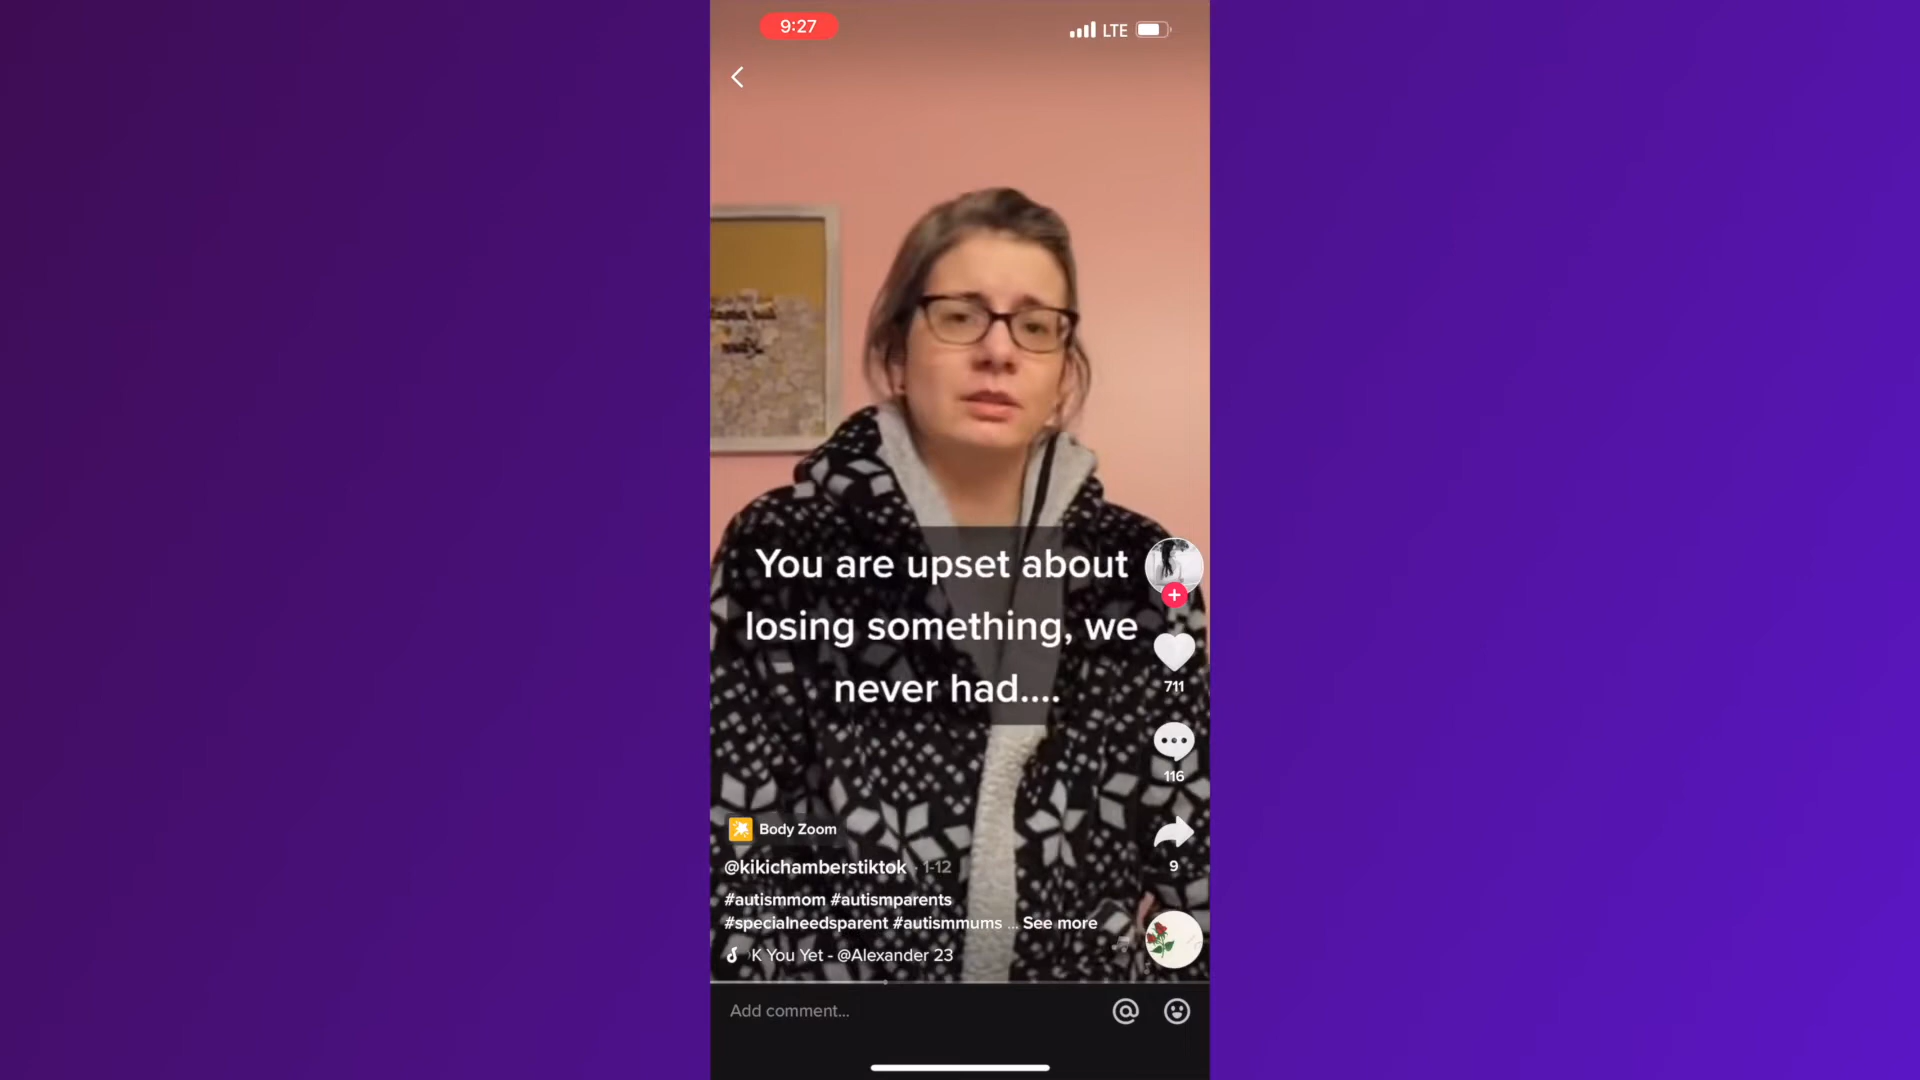 9:27
LTE
You are upset about
losing something, we
never had....
711
116
Body Zoom
@kikichamberstiktok · 1-12
9
#autismmom #autismparents
#specialneedsparent #autismmums ... See more
K You Yet - @Alexander 23
Add comment...